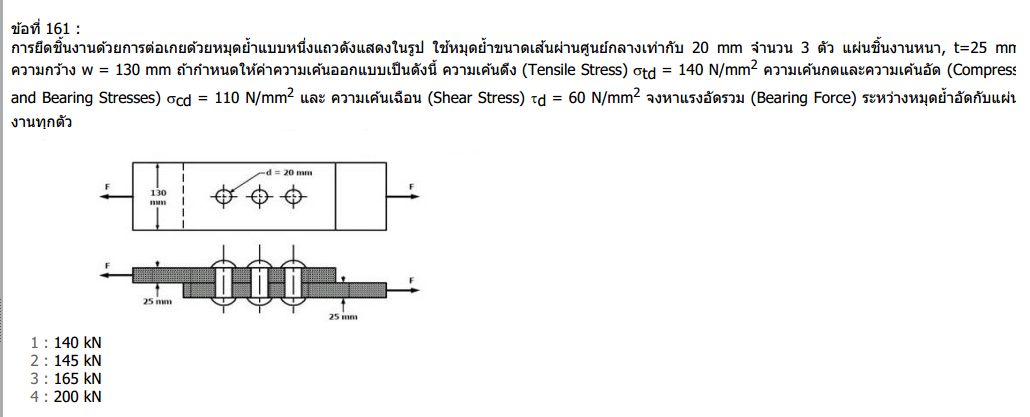 ข้อที่ 161 :
การยึดชิ้นงานด้วยการต่อเกยด้วยหมุดย้ำแบบหนึ่งแถวดังแสดงในรูป ใช้หมุดย้ำขนาดเส้นผ่านศูนย์กลางเท่ากับ 20 mm จำนวน 3 ตัว แผ่นชิ้นงานหนา, t=25 mm
ความกว้าง w = 130 mm ถ้ากำหนดให้ค่าความเค้นออกแบบเป็นดังนี้ ความเค้นดึง (Tensile Stress) σtd = 140 N/mm² ความเค้นกดและความเค้นอัด (Compress
and Bearing Stresses) σcd = 110 N/mm² และ ความเค้นเฉือน (Shear Stress) τd = 60 N/mm² จงหาแรงอัดรวม (Bearing Force) ระหว่างหมุดย้ำอัดกับแผ่น
งานทุกตัว
d = 20 mm
F
F
130
mm
F
F
25 mm
25 mm
1 : 140 kN
2 : 145 kN
3 : 165 kN
4 : 200 kN